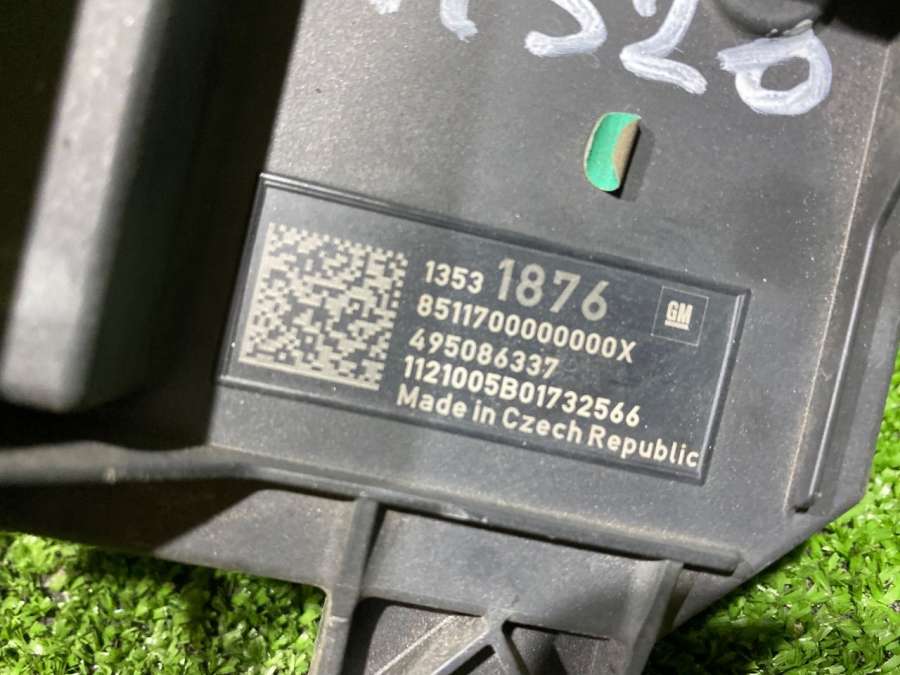 1353 1876
GM
8511700000000X
495086337
1121005B01732566
Made in Czech Republic